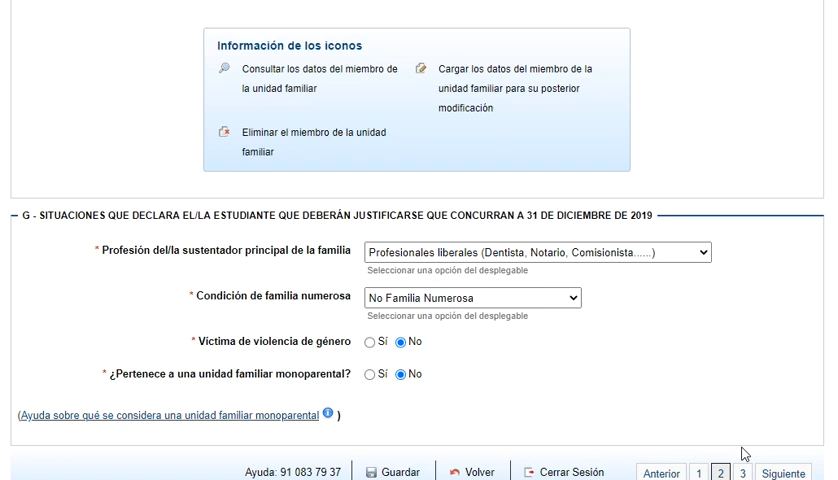 Información de los iconos
Consultar los datos del miembro de
la unidad familiar
Cargar los datos del miembro de la
unidad familiar para su posterior
modificación
Eliminar el miembro de la unidad
familiar
G - SITUACIONES QUE DECLARA EL/LA ESTUDIANTE QUE DEBERÁN JUSTIFICARSE QUE CONCURRAN A 31 DE DICIEMBRE DE 2019
* Profesión del/la sustentador principal de la familia
Profesionales liberales (Dentista, Notario, Comisionista......)
Seleccionar una opción del desplegable
* Condición de familia numerosa
No Familia Numerosa
Seleccionar una opción del desplegable
* Víctima de violencia de género
Sí No
* ¿Pertenece a una unidad familiar monoparental?
Sí No
(Ayuda sobre qué se considera una unidad familiar monoparental )
Ayuda: 91 083 79 37 Guardar Volver Cerrar Sesión Anterior 1 2 3 Siguiente